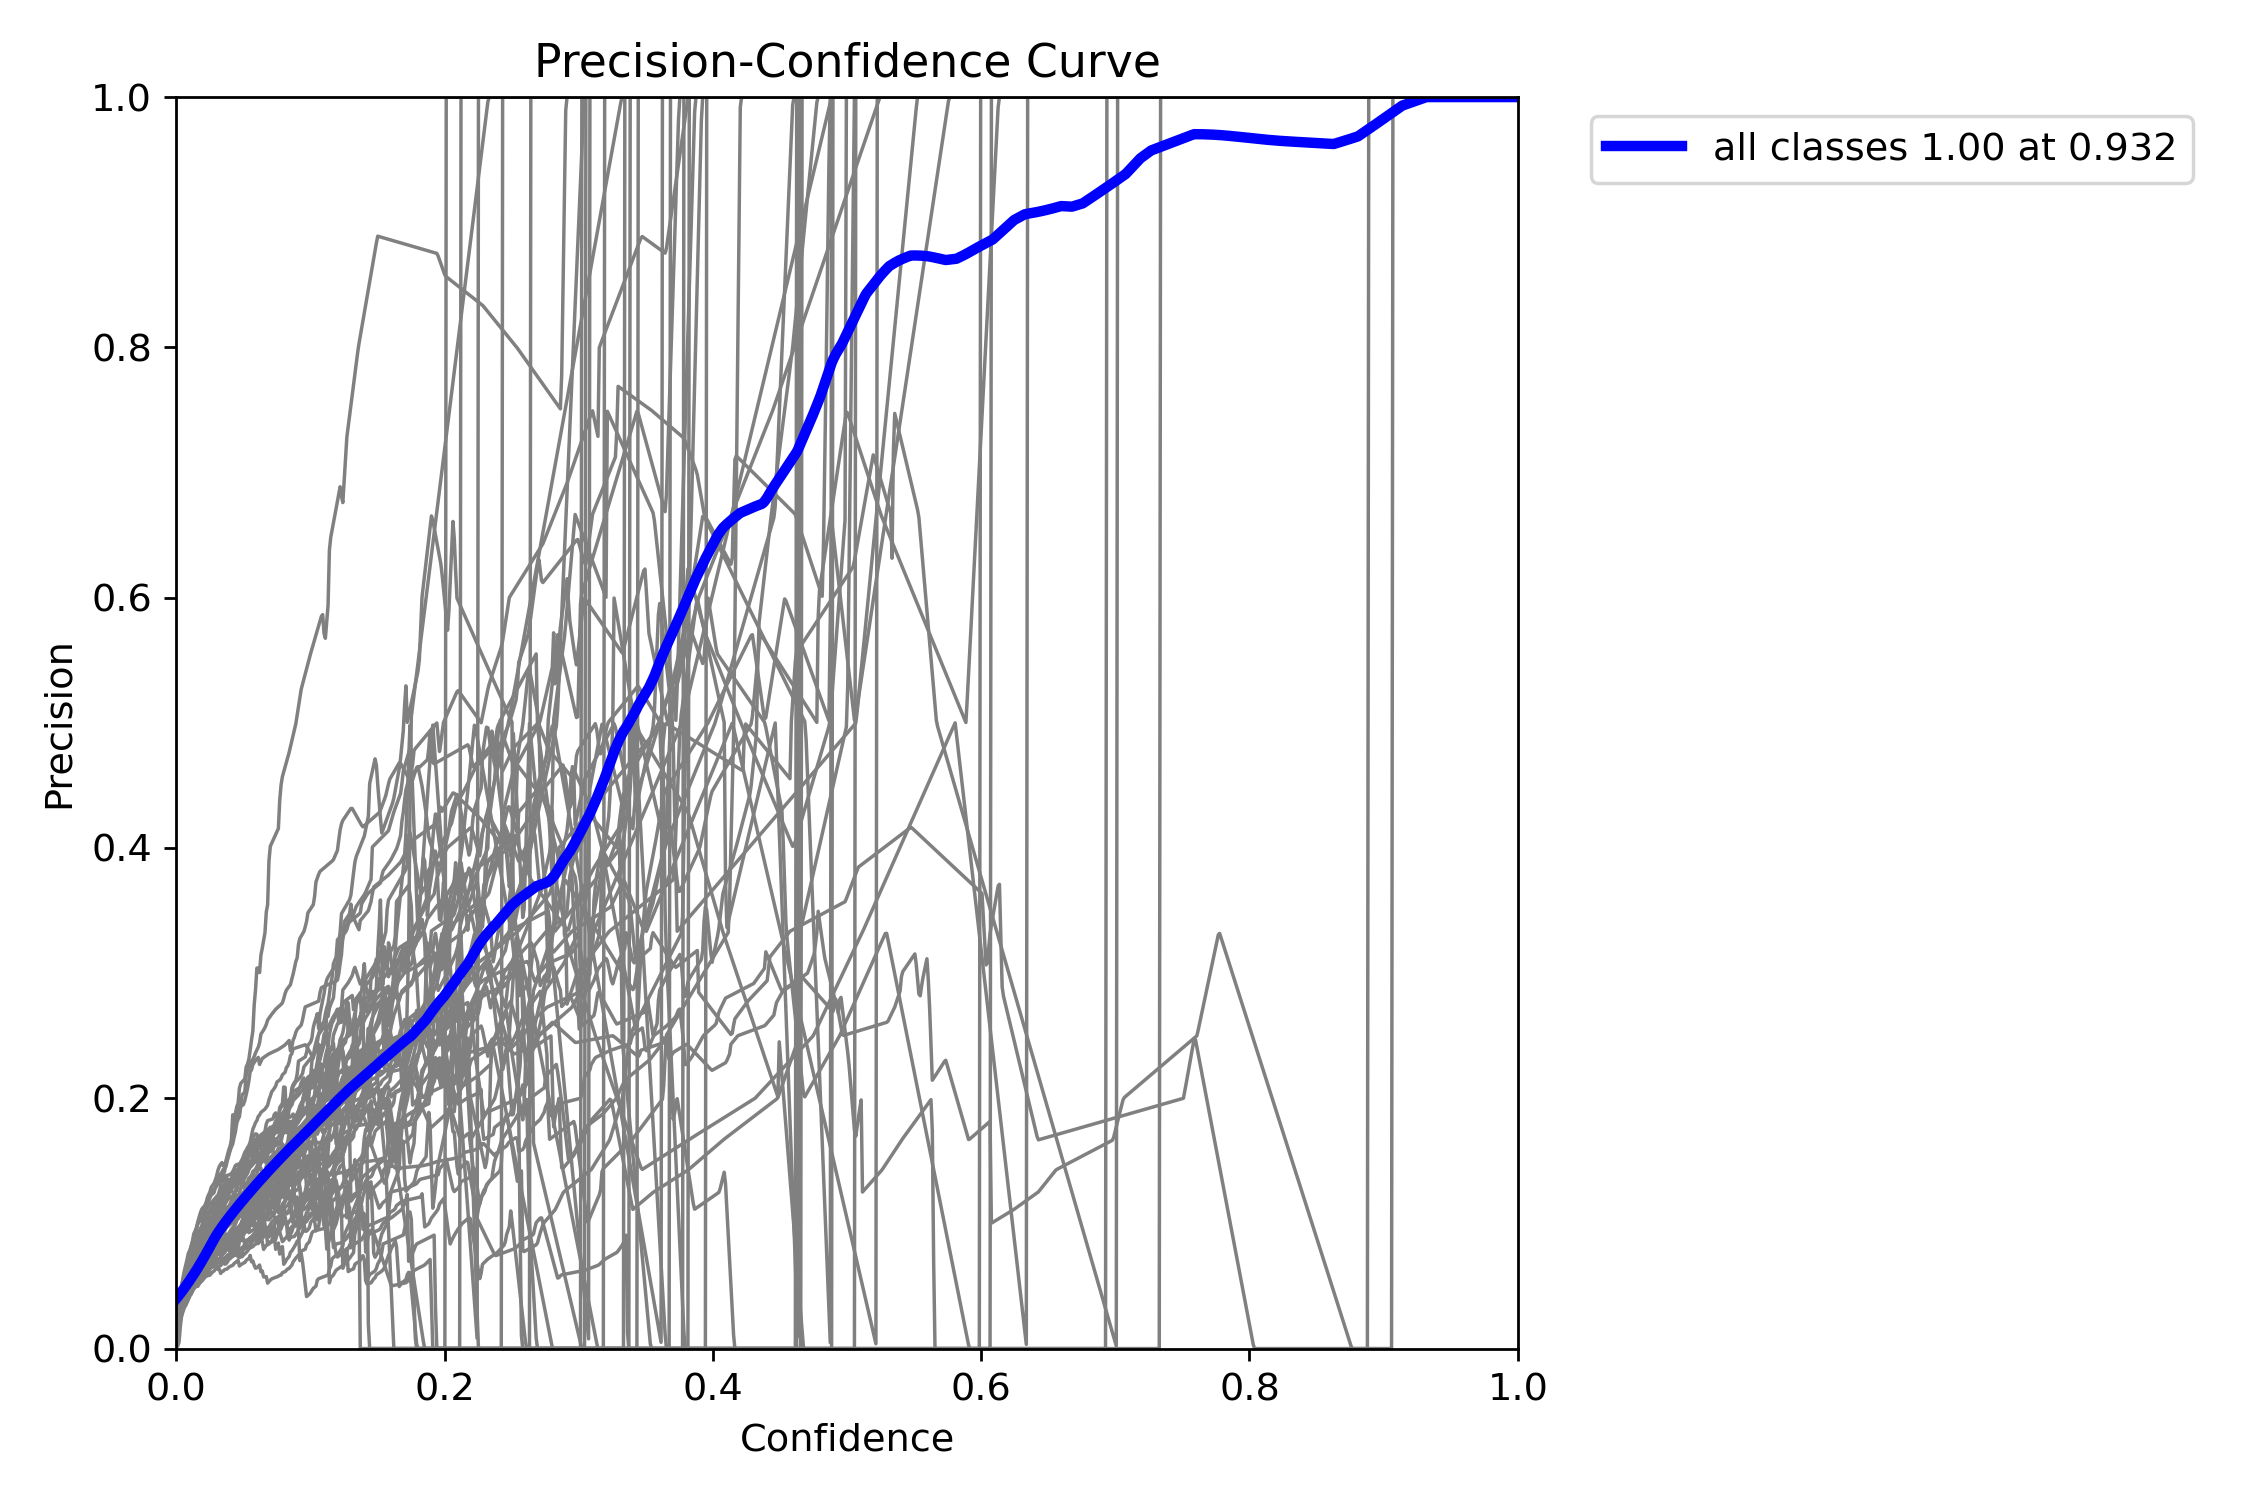 Precision-Confidence Curve
1.0
0.8
0.6
0.4
0.2
0.0
Precision
0.0 0.2 0.4 0.6 0.8 1.0
Confidence
all classes 1.00 at 0.932